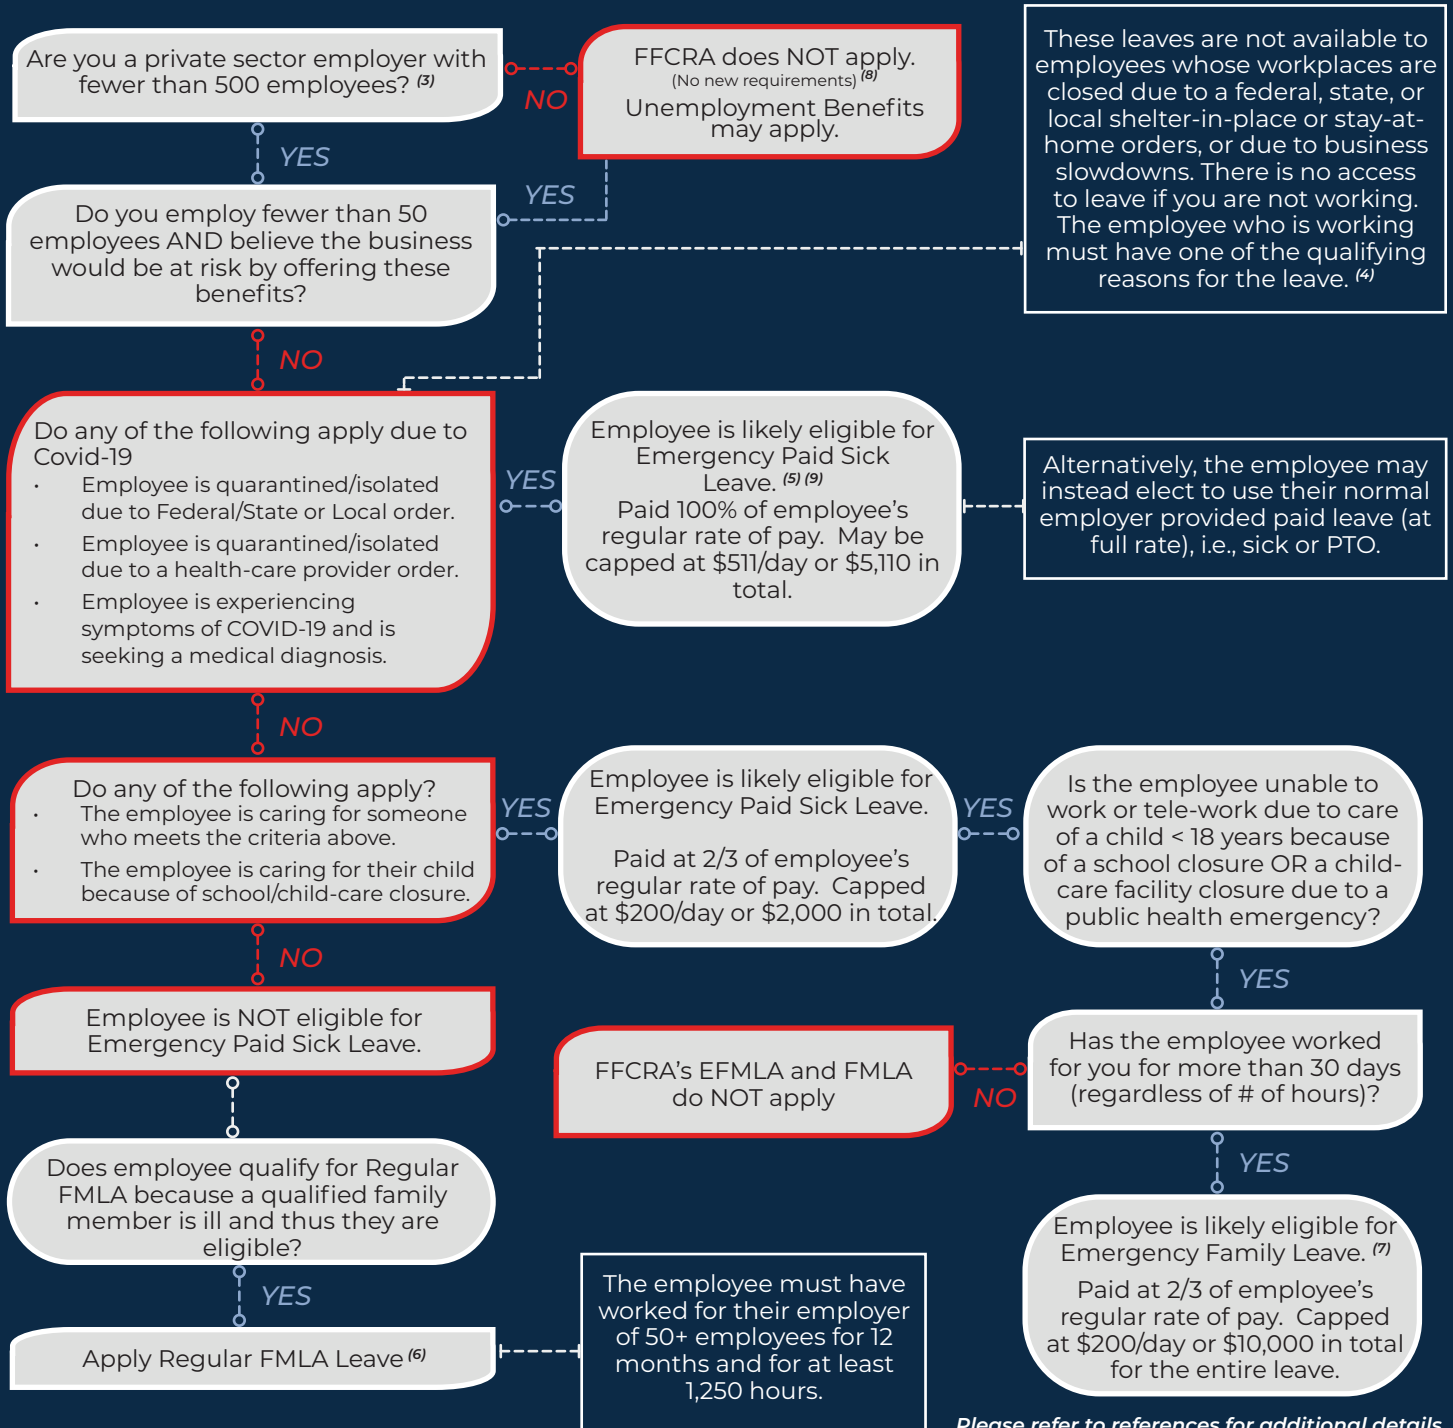 Are you a private sector employer with
fewer than 500 employees? (3)
NO
FFCRA does NOT apply.
(No new requirements) (8)
Unemployment Benefits
may apply.
These leaves are not available to
employees whose workplaces are
closed due to a federal, state, or
local shelter-in-place or stay-at-
home orders, or due to business
slowdowns. There is no access
to leave if you are not working.
The employee who is working
must have one of the qualifying
reasons for the leave. (4)
YES
YES
Do you employ fewer than 50
employees AND believe the business
would be at risk by offering these
benefits?
NO
Do any of the following apply due to
Covid-19
· Employee is quarantined/isolated
due to Federal/State or Local order.
· Employee is quarantined/isolated
due to a health-care provider order.
· Employee is experiencing
symptoms of COVID-19 and is
seeking a medical diagnosis.
YES
Employee is likely eligible for
Emergency Paid Sick
Leave. (5) (9)
Paid 100% of employee's
regular rate of pay. May be
capped at $511/day or $5,110 in
total.
Alternatively, the employee may
instead elect to use their normal
employer provided paid leave (at
full rate), i.e., sick or PTO.
NO
Do any of the following apply?
· The employee is caring for someone
who meets the criteria above.
· The employee is caring for their child
because of school/child-care closure.
YES
Employee is likely eligible for
Emergency Paid Sick Leave.
Paid at 2/3 of employee's
regular rate of pay. Capped
at $200/day or $2,000 in total.
YES
Is the employee unable to
work or tele-work due to care
of a child < 18 years because
of a school closure OR a child-
care facility closure due to a
public health emergency?
NO
YES
Employee is NOT eligible for
Emergency Paid Sick Leave.
FFCRA's EFMLA and FMLA
do NOT apply
NO
Has the employee worked
for you for more than 30 days
(regardless of # of hours)?
YES
Does employee qualify for Regular
FMLA because a qualified family
member is ill and thus they are
eligible?
YES
Apply Regular FMLA Leave (6)
The employee must have
worked for their employer
of 50+ employees for 12
months and for at least
1,250 hours.
Employee is likely eligible for
Emergency Family Leave. (7)
Paid at 2/3 of employee's
regular rate of pay. Capped
at $200/day or $10,000 in total
for the entire leave.
Please refer to references for additional details